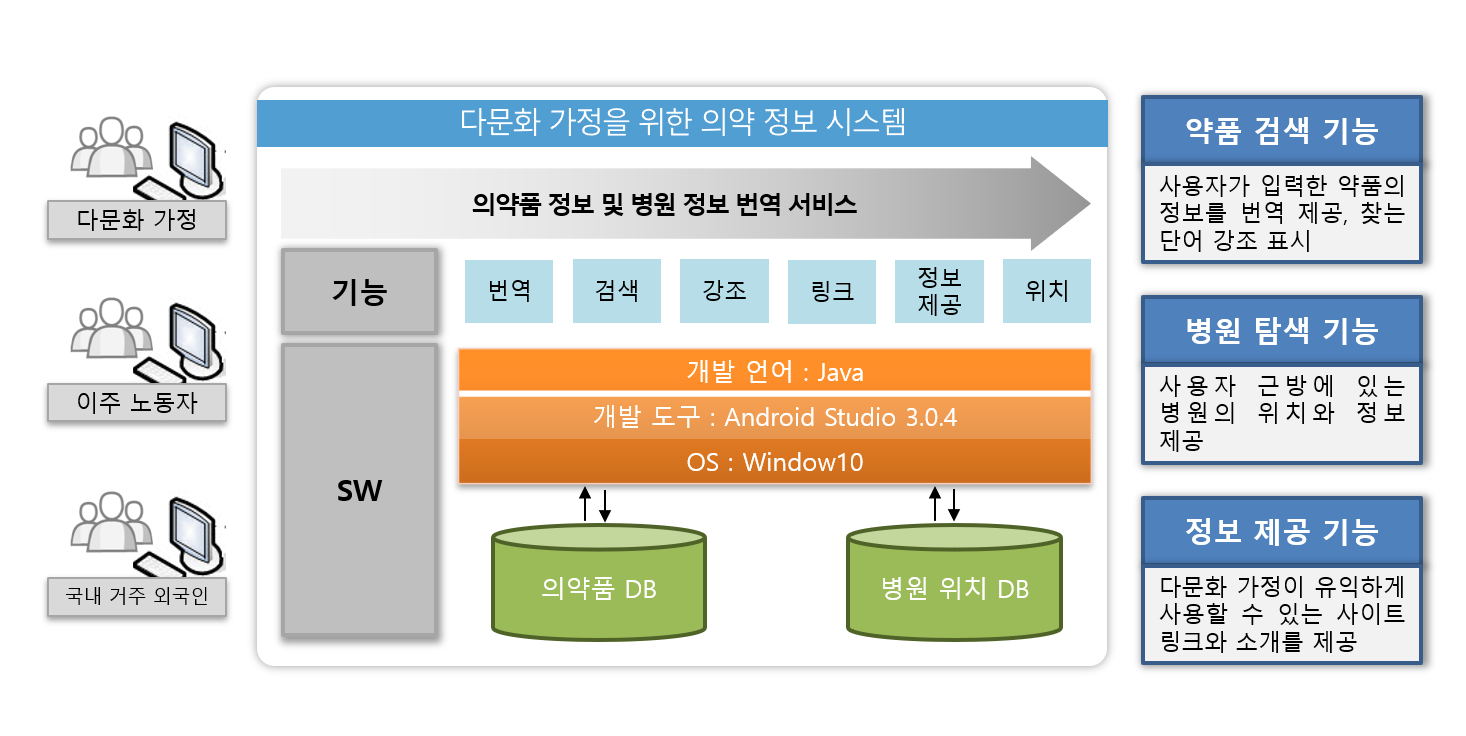 다문화 가정을 위한 의약 정보 시스템
의약품 정보 및 병원 정보 번역 서비스
다문화 가정
이주 노동자
국내 거주 외국인
기능
번역
검색
강조
링크
정보
제공
위치
SW
개발 언어 : Java
개발 도구 : Android Studio 3.0.4
OS : Window10
의약품 DB
병원 위치 DB
약품 검색 기능
사용자가 입력한 약품의
정보를 번역 제공, 찾는
단어 강조 표시
병원 탐색 기능
사용자 근방에 있는
병원의 위치와 정보
제공
정보 제공 기능
다문화 가정이 유익하게
사용할 수 있는 사이트
링크와 소개를 제공